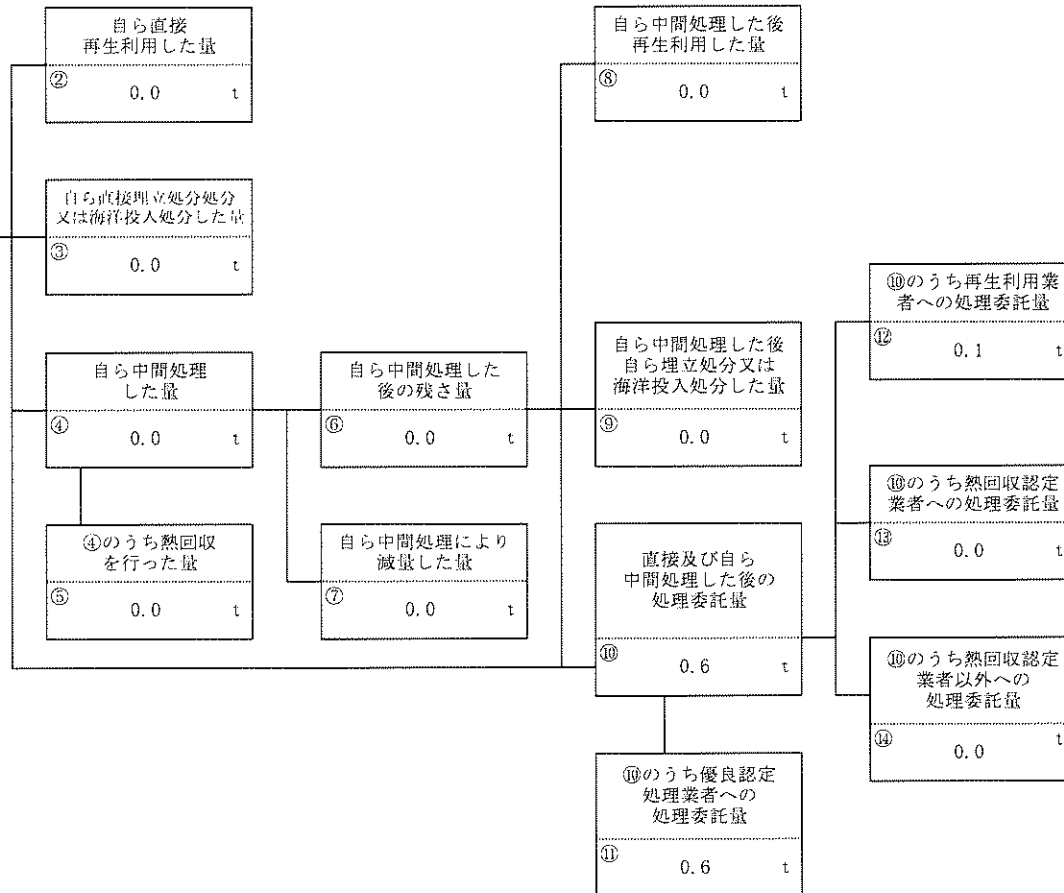 自ら直接
再生利用した量
② 0.0 t
自ら直接埋立処分処分
又は海洋投入処分した量
③ 0.0 t
自ら中間処理
した量
④ 0.0 t
④のうち熱回収
を行った量
⑤ 0.0 t
自ら中間処理した
後の残さ量
⑥ 0.0 t
自ら中間処理により
減量した量
⑦ 0.0 t
自ら中間処理した後
再生利用した量
⑧ 0.0 t
自ら中間処理した後
自ら埋立処分又は
海洋投入処分した量
⑨ 0.0 t
直接及び自ら
中間処理した後の
処理委託量
⑩ 0.6 t
⑩のうち優良認定
処理業者への
処理委託量
⑪ 0.6 t
⑩のうち再生利用業
者への処理委託量
⑫ 0.1 t
⑩のうち熱回収認定
業者への処理委託量
⑬ 0.0 t
⑩のうち熱回収認定
業者以外への
処理委託量
⑭ 0.0 t